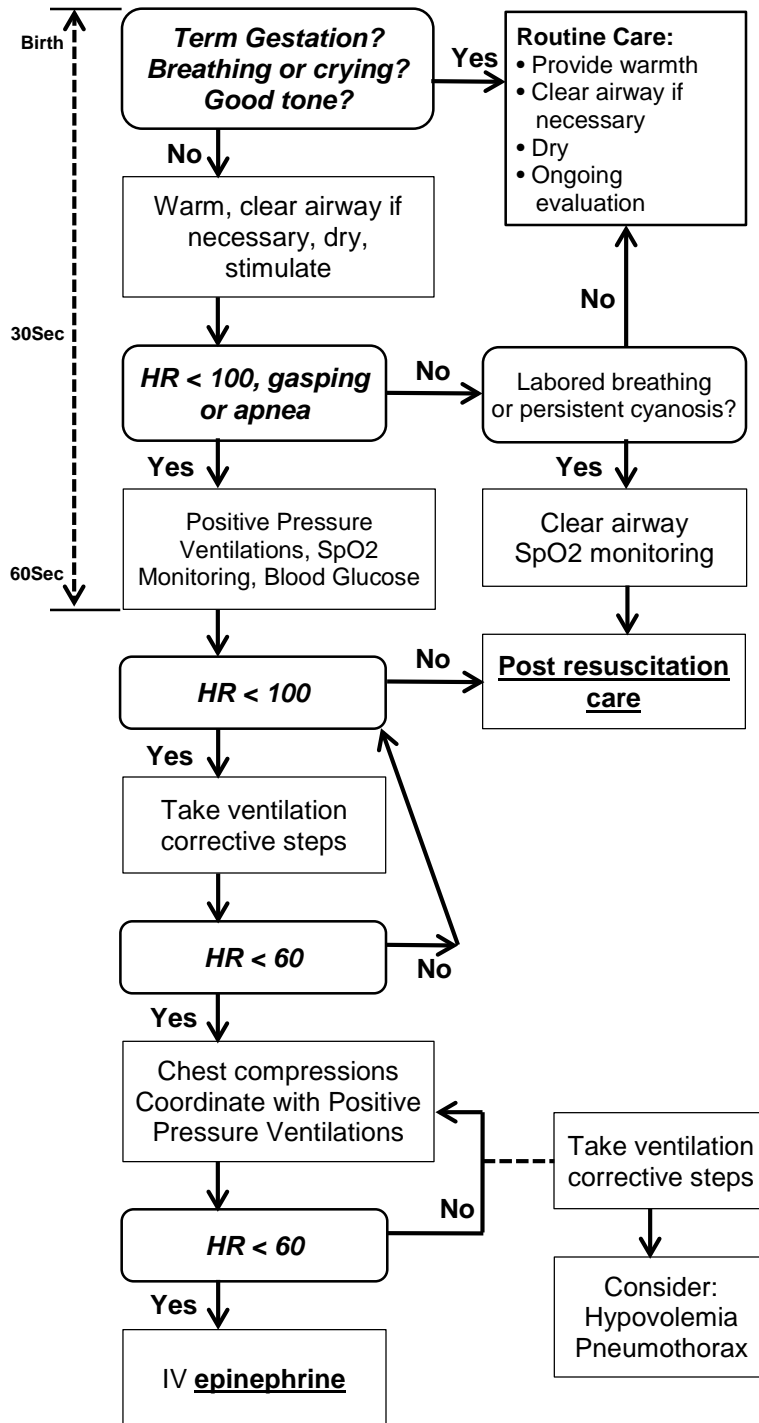 Birth
Term Gestation?
Breathing or crying?
Good tone?
Yes
Routine Care:
• Provide warmth
• Clear airway if
necessary
• Dry
• Ongoing
evaluation
No
Warm, clear airway if
necessary, dry,
stimulate
No
30Sec
HR < 100, gasping
or apnea
No
Labored breathing
or persistent cyanosis?
Yes
Yes
Positive Pressure
Ventilations, SpO2
Monitoring, Blood Glucose
Clear airway
SpO2 monitoring
60Sec
HR < 100
No
Post resuscitation
care
Yes
Take ventilation
corrective steps
HR < 60
No
Yes
Chest compressions
Coordinate with Positive
Pressure Ventilations
Take ventilation
corrective steps
No
HR < 60
Yes
Consider:
Hypovolemia
Pneumothorax
IV epinephrine